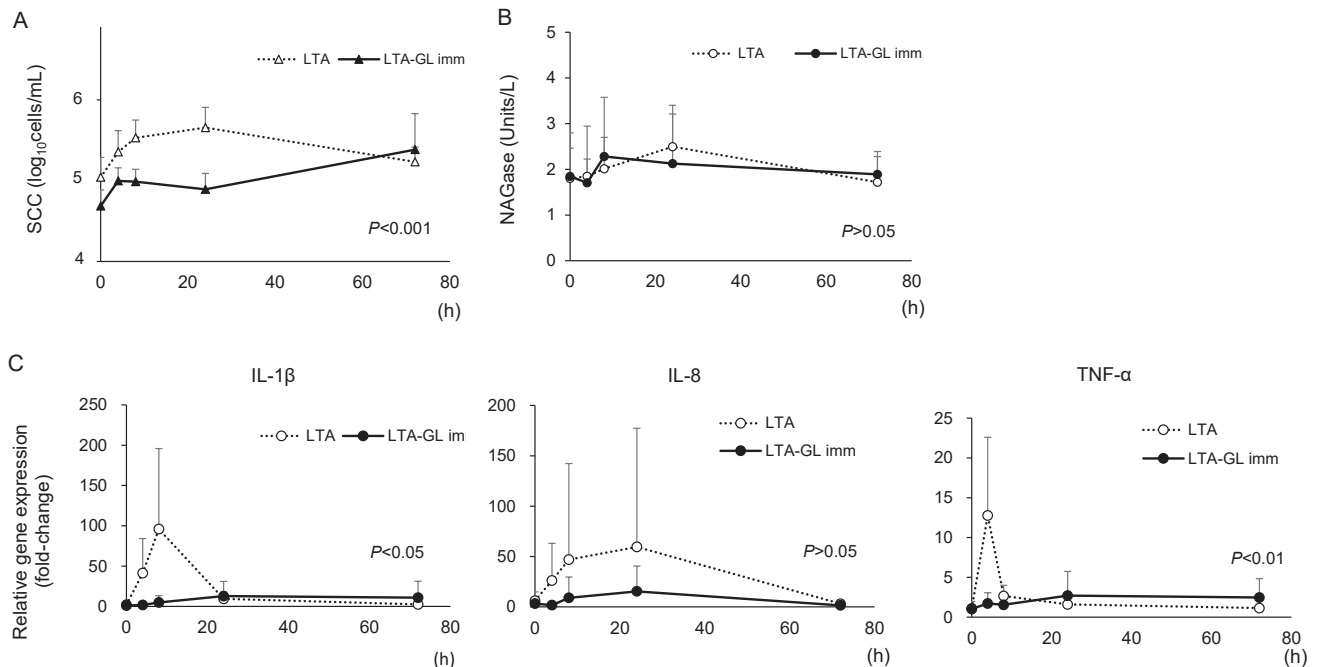 A
LTA LTA-GL imm
SCC (log10cells/mL)
6
5
4
P<0.001
0 20 40 60 80
(h)
B
LTA LTA-GL imm
NAGase (Units/L)
5
4
3
2
1
0
P>0.05
0 20 40 60 80
(h)
C
IL-1β
Relative gene expression
(fold-change)
250
200
150
100
50
0
LTA LTA-GL im
P<0.05
0 20 40 60 80
(h)
IL-8
200
150
100
50
0
LTA
LTA-GL imm
P>0.05
0 20 40 60 80
(h)
TNF-α
25
20
15
10
5
0
LTA
LTA-GL imm
P<0.01
0 20 40 60 80
(h)